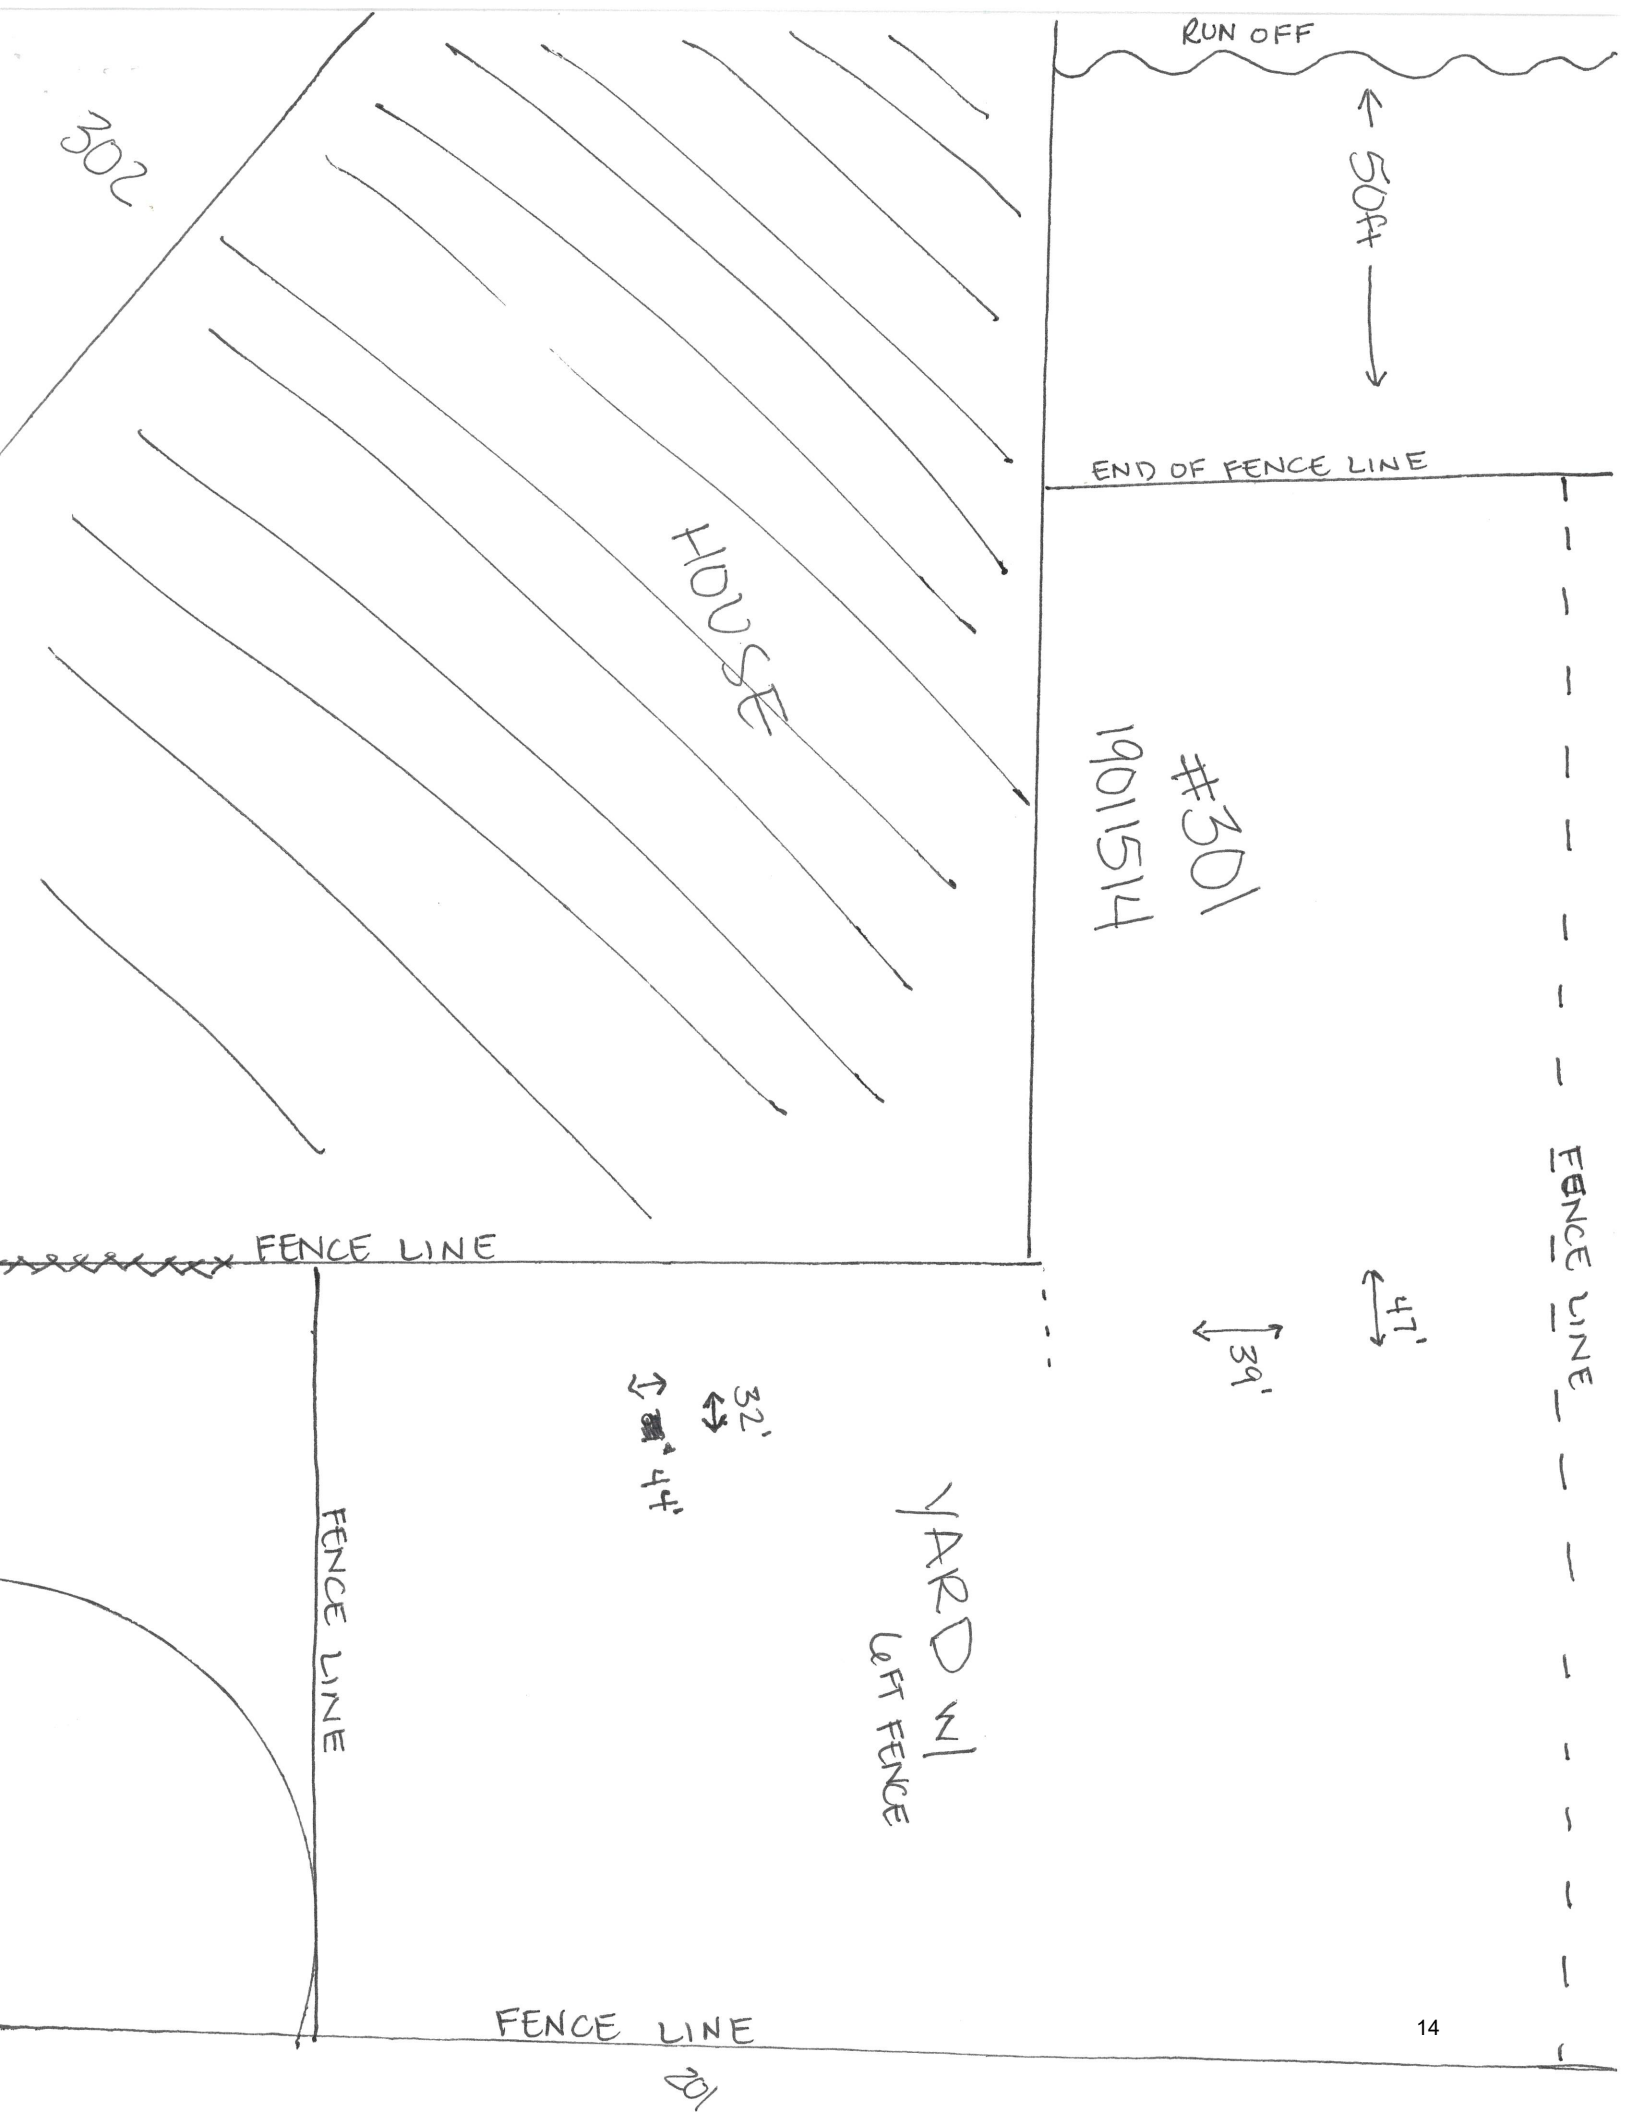 RUN OFF
302
50ft
END OF FENCE LINE
HOUSE
#301
19011514
FENCE LINE
FENCE LINE
47'
39'
32'
44'
YARD W/
6FT FENCE
FENCE LINE
FENCE LINE
201
14